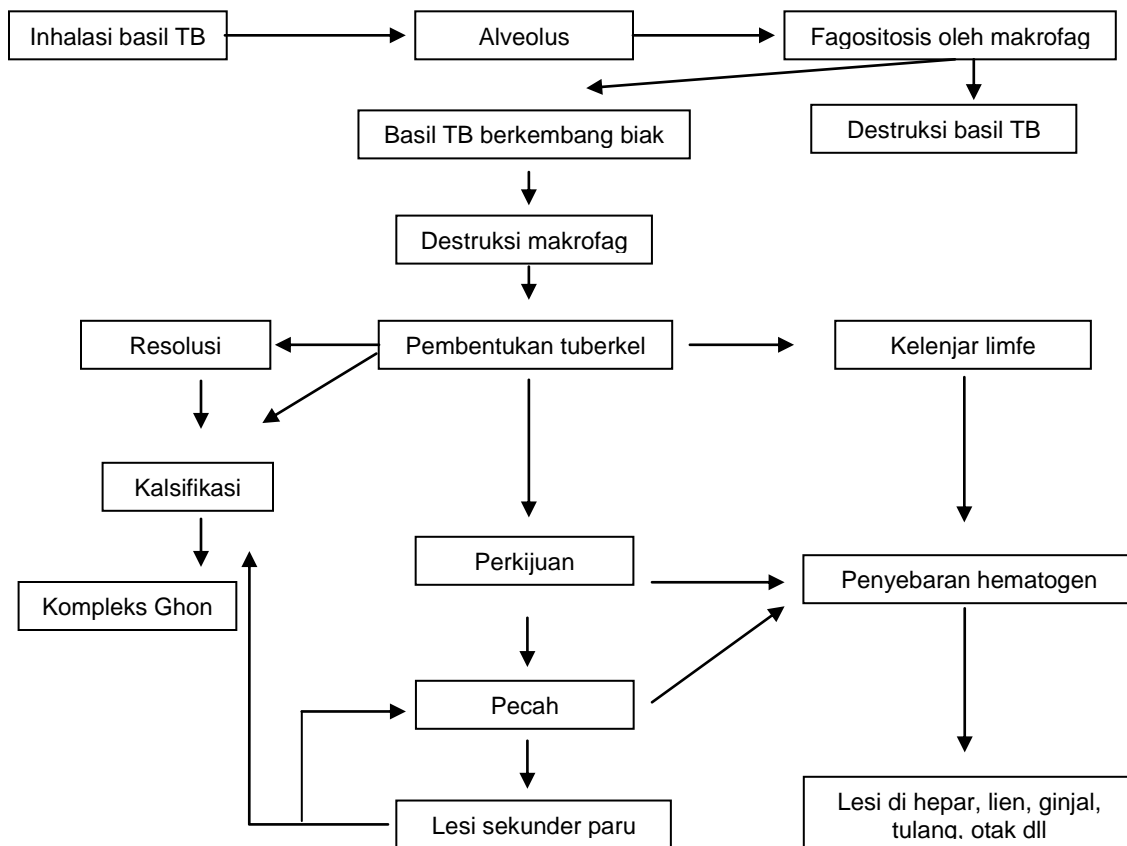 Inhalasi basil TB
Alveolus
Fagositosis oleh makrofag
Basil TB berkembang biak
Destruksi basil TB
Destruksi makrofag
Resolusi
Pembentukan tuberkel
Kelenjar limfe
Kalsifikasi
Perkijuan
Penyebaran hematogen
Kompleks Ghon
Pecah
Lesi sekunder paru
Lesi di hepar, lien, ginjal,
tulang, otak dll